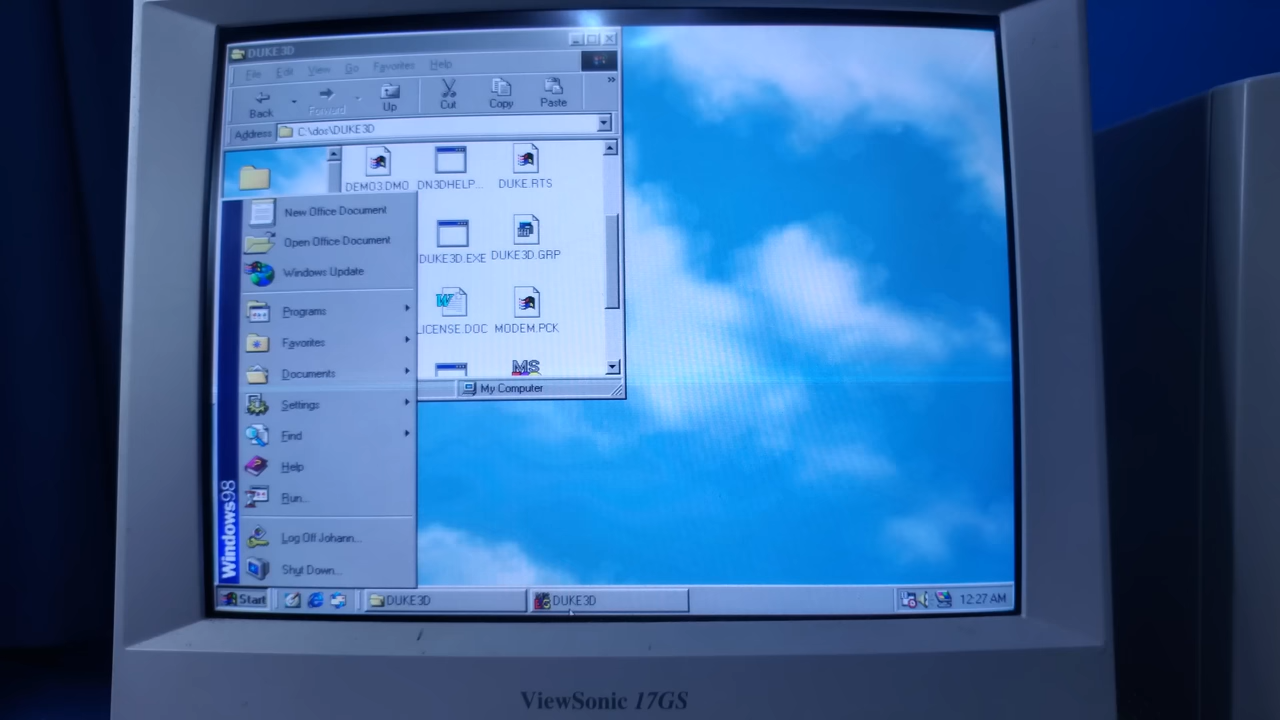 DUKE3D
File Edit View Go Favorites Help
Back Forward Up Cut Copy Paste »
Address C:\dos\DUKE3D
DEMO3.DMO DN3DHELP... DUKE.RTS
DUKE3D.EXE DUKE3D.GRP
LICENSE.DOC MODEM.PCK
MS
My Computer
New Office Document
Open Office Document
Windows Update
Programs
Favorites
Documents
Settings
Find
Help
Run...
Log Off Johann...
Shut Down...
Windows98
Start DUKE3D DUKE3D 12:27 AM
ViewSonic 17GS